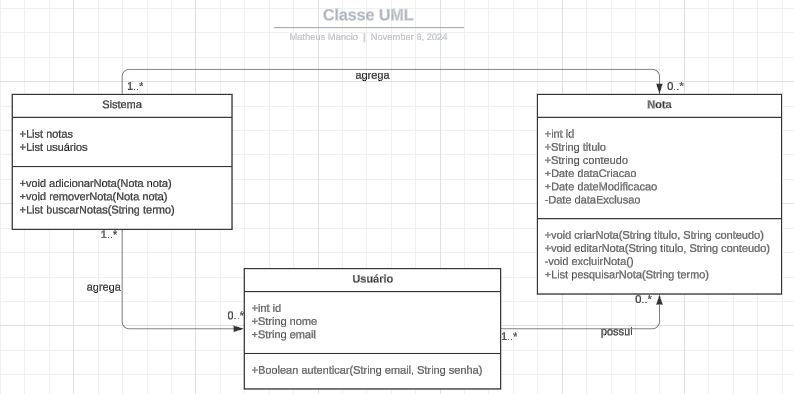 Classe UML
Matheus Mancio | November 6, 2024
agrega
1..*
0..*
Sistema
+List notas
+List usuários
+void adicionarNota(Nota nota)
+void removerNota(Nota nota)
+List buscarNotas(String termo)
1..*
agrega
0..*
Nota
+int id
+String titulo
+String conteudo
+Date dataCriacao
+Date dateModificacao
-Date dataExclusao
+void criarNota(String titulo, String conteudo)
+void editarNota(String titulo, String conteudo)
-void excluirNota()
+List pesquisarNota(String termo)
0..*
Usuário
+int id
+String nome
+String email
+Boolean autenticar(String email, String senha)
1..*
possui